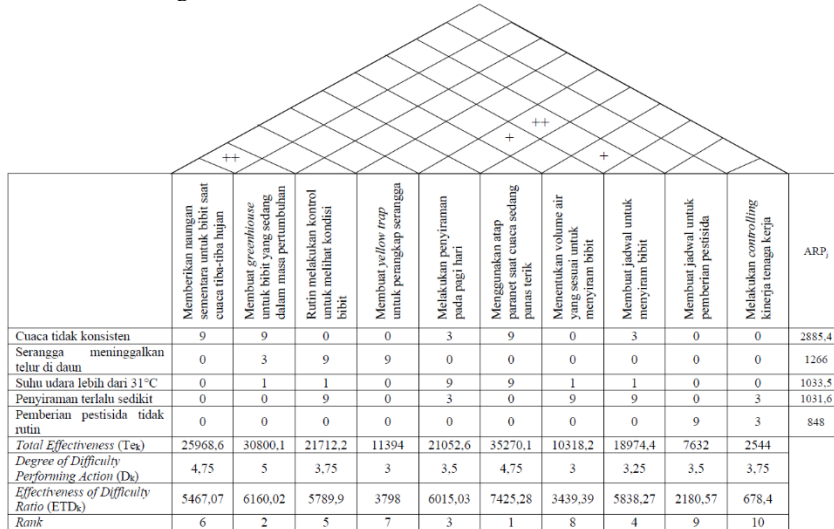 ++
++
+
+
Memberikan naungan
sementara untuk bibit saat
cuaca tiba-tiba hujan
Membuat greenhiouse
untuk bibit yang sedang
dalam masa pertumbuhan
Rutin melakukan kontrol
untuk melihat kondisi
bibit
Membuat yellow trap
untuk perangkap serangga
Melakukan penyiraman
pada pagi hari
Menggunakan atap
paranet saat cuaca sedang
panas terik
Menentukan volume air
yang sesuai untuk
menyiram bibit
Membuat jadwal untuk
menyiram bibit
Membuat jadwal untuk
pemberian pestisida
Melakukan controlling
kinerja tenaga kerja
ARPj
Cuaca tidak konsisten 9 9 0 0 3 9 0 3 0 0 2885,4
Serangga meninggalkan
telur di daun 0 3 9 9 0 0 0 0 0 0 1266
Suhu udara lebih dari 31°C 0 1 1 0 9 9 1 1 0 0 1033,5
Penyiraman terlalu sedikit 0 0 9 0 3 0 9 9 0 3 1031,6
Pemberian pestisida tidak
rutin 0 0 0 0 0 0 0 0 9 3 848
Total Effectiveness (Tek) 25968,6 30800,1 21712,2 11394 21052,6 35270,1 10318,2 18974,4 7632 2544
Degree of Difficulty
Performing Action (Dk) 4,75 5 3,75 3 3,5 4,75 3 3,25 3,5 3,75
Effectiveness of Difficulty
Ratio (ETDk) 5467,07 6160,02 5789,9 3798 6015,03 7425,28 3439,39 5838,27 2180,57 678,4
Rank 6 2 5 7 3 1 8 4 9 10